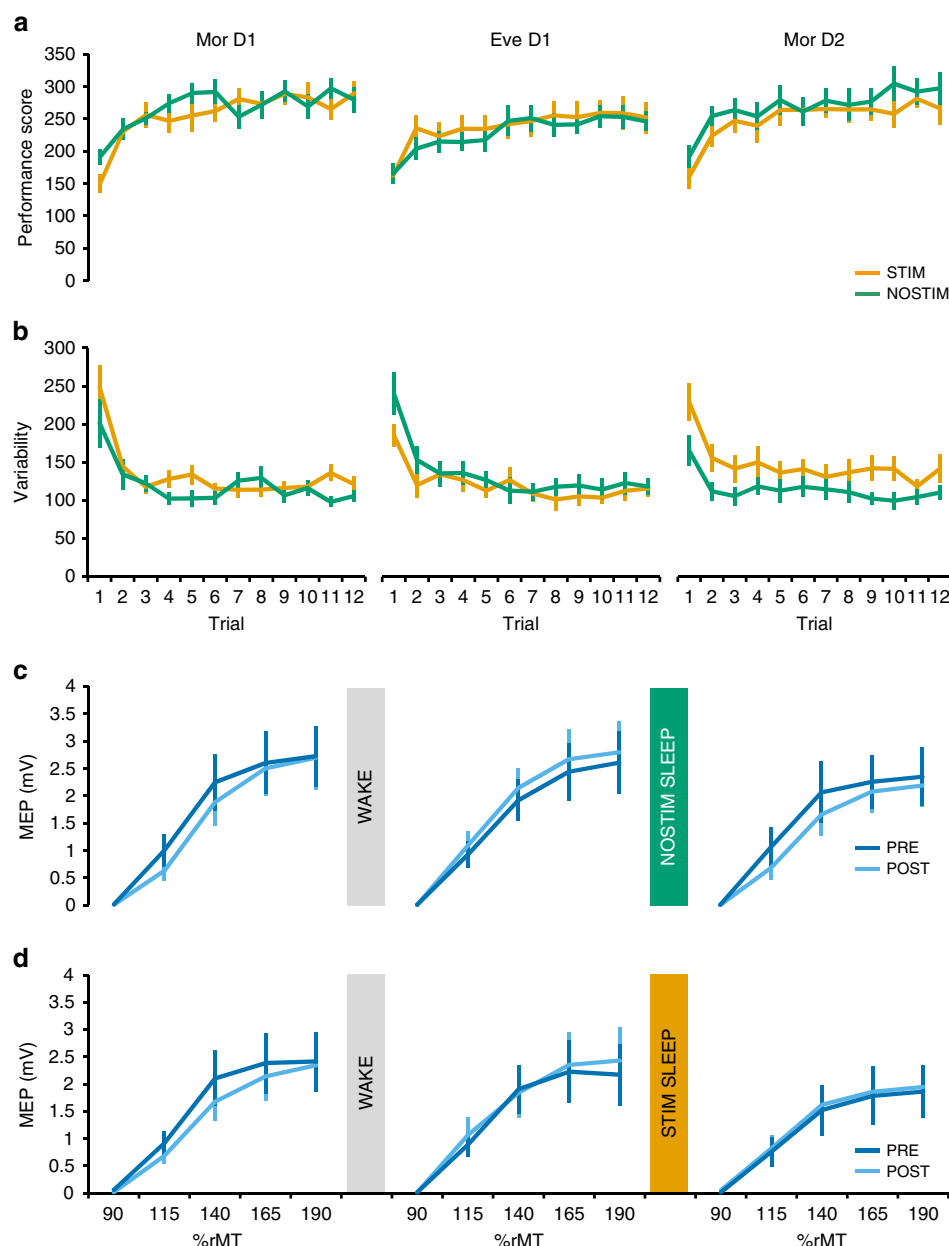 a
Mor D1 Eve D1 Mor D2
Performance score
350
300
250
200
150
100
50
0
STIM
NOSTIM
b
Variability
300
250
200
150
100
50
0
1 2 3 4 5 6 7 8 9 10 11 12 1 2 3 4 5 6 7 8 9 10 11 12 1 2 3 4 5 6 7 8 9 10 11 12
Trial Trial Trial
c
MEP (mV)
4
3.5
3
2.5
2
1.5
1
0.5
0
WAKE
NOSTIM SLEEP
PRE
POST
d
MEP (mV)
4
3.5
3
2.5
2
1.5
1
0.5
0
WAKE
STIM SLEEP
PRE
POST
90 115 140 165 190 90 115 140 165 190 90 115 140 165 190
%rMT %rMT %rMT